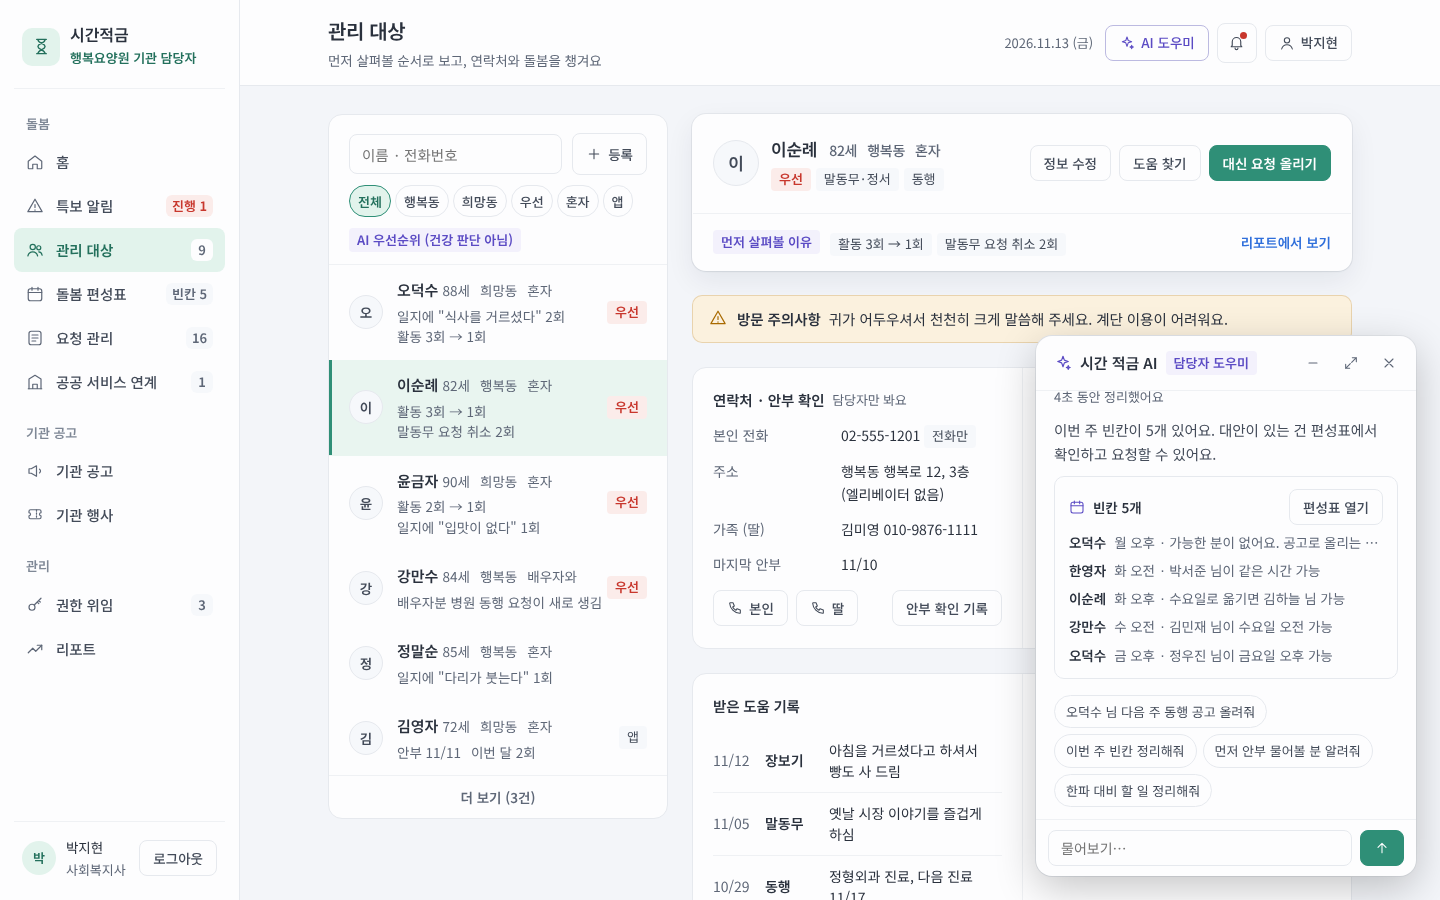 시간적금
행복요양원 기관 담당자
돌봄
홈
특보 알림 진행 1
관리 대상 9
돌봄 편성표 빈칸 5
요청 관리 16
공공 서비스 연계 1
기관 공고
기관 공고
기관 행사
관리
권한 위임 3
리포트
박 박지현
사회복지사
로그아웃
관리 대상
먼저 살펴볼 순서로 보고, 연락처와 돌봄을 챙겨요
2026.11.13 (금) AI 도우미 박지현
이름 · 전화번호 등록
전체 행복동 희망동 우선 혼자 앱
AI 우선순위 (건강 판단 아님)
오 오덕수 88세 희망동 혼자
일지에 "식사를 거르셨다" 2회
활동 3회 → 1회
우선
이 이순례 82세 행복동 혼자
활동 3회 → 1회
말동무 요청 취소 2회
우선
윤 윤금자 90세 희망동 혼자
활동 2회 → 1회
일지에 "입맛이 없다" 1회
우선
강 강만수 84세 행복동 배우자와
배우자분 병원 동행 요청이 새로 생김
우선
정 정말순 85세 행복동 혼자
일지에 "다리가 붓는다" 1회
김 김영자 72세 희망동 혼자
안부 11/11 이번 달 2회
앱
더 보기 (3건)
이 이순례 82세 행복동 혼자
우선 말동무·정서 동행
정보 수정 도움 찾기 대신 요청 올리기
먼저 살펴볼 이유 활동 3회 → 1회 말동무 요청 취소 2회 리포트에서 보기
방문 주의사항 귀가 어두우셔서 천천히 크게 말씀해 주세요. 계단 이용이 어려워요.
연락처 · 안부 확인 담당자만 봐요
본인 전화 02-555-1201 전화만
주소 행복동 행복로 12, 3층
(엘리베이터 없음)
가족 (딸) 김미영 010-9876-1111
마지막 안부 11/10
본인 딸 안부 확인 기록
받은 도움 기록
11/12 장보기 아침을 거르셨다고 하셔서
빵도 사 드림
11/05 말동무 옛날 시장 이야기를 즐겁게
하심
10/29 동행 정형외과 진료, 다음 진료
11/17
시간 적금 AI 담당자 도우미
4초 동안 정리했어요
이번 주 빈칸이 5개 있어요. 대안이 있는 건 편성표에서
확인하고 요청할 수 있어요.
빈칸 5개 편성표 열기
오덕수 월 오후 · 가능한 분이 없어요. 공고로 올리는 …
한영자 화 오전 · 박서준 님이 같은 시간 가능
이순례 화 오후 · 수요일로 옮기면 김하늘 님 가능
강만수 수 오전 · 김민재 님이 수요일 오전 가능
오덕수 금 오후 · 정우진 님이 금요일 오후 가능
오덕수 님 다음 주 동행 공고 올려줘
이번 주 빈칸 정리해줘 먼저 안부 물어볼 분 알려줘
한파 대비 할 일 정리해줘
물어보기…